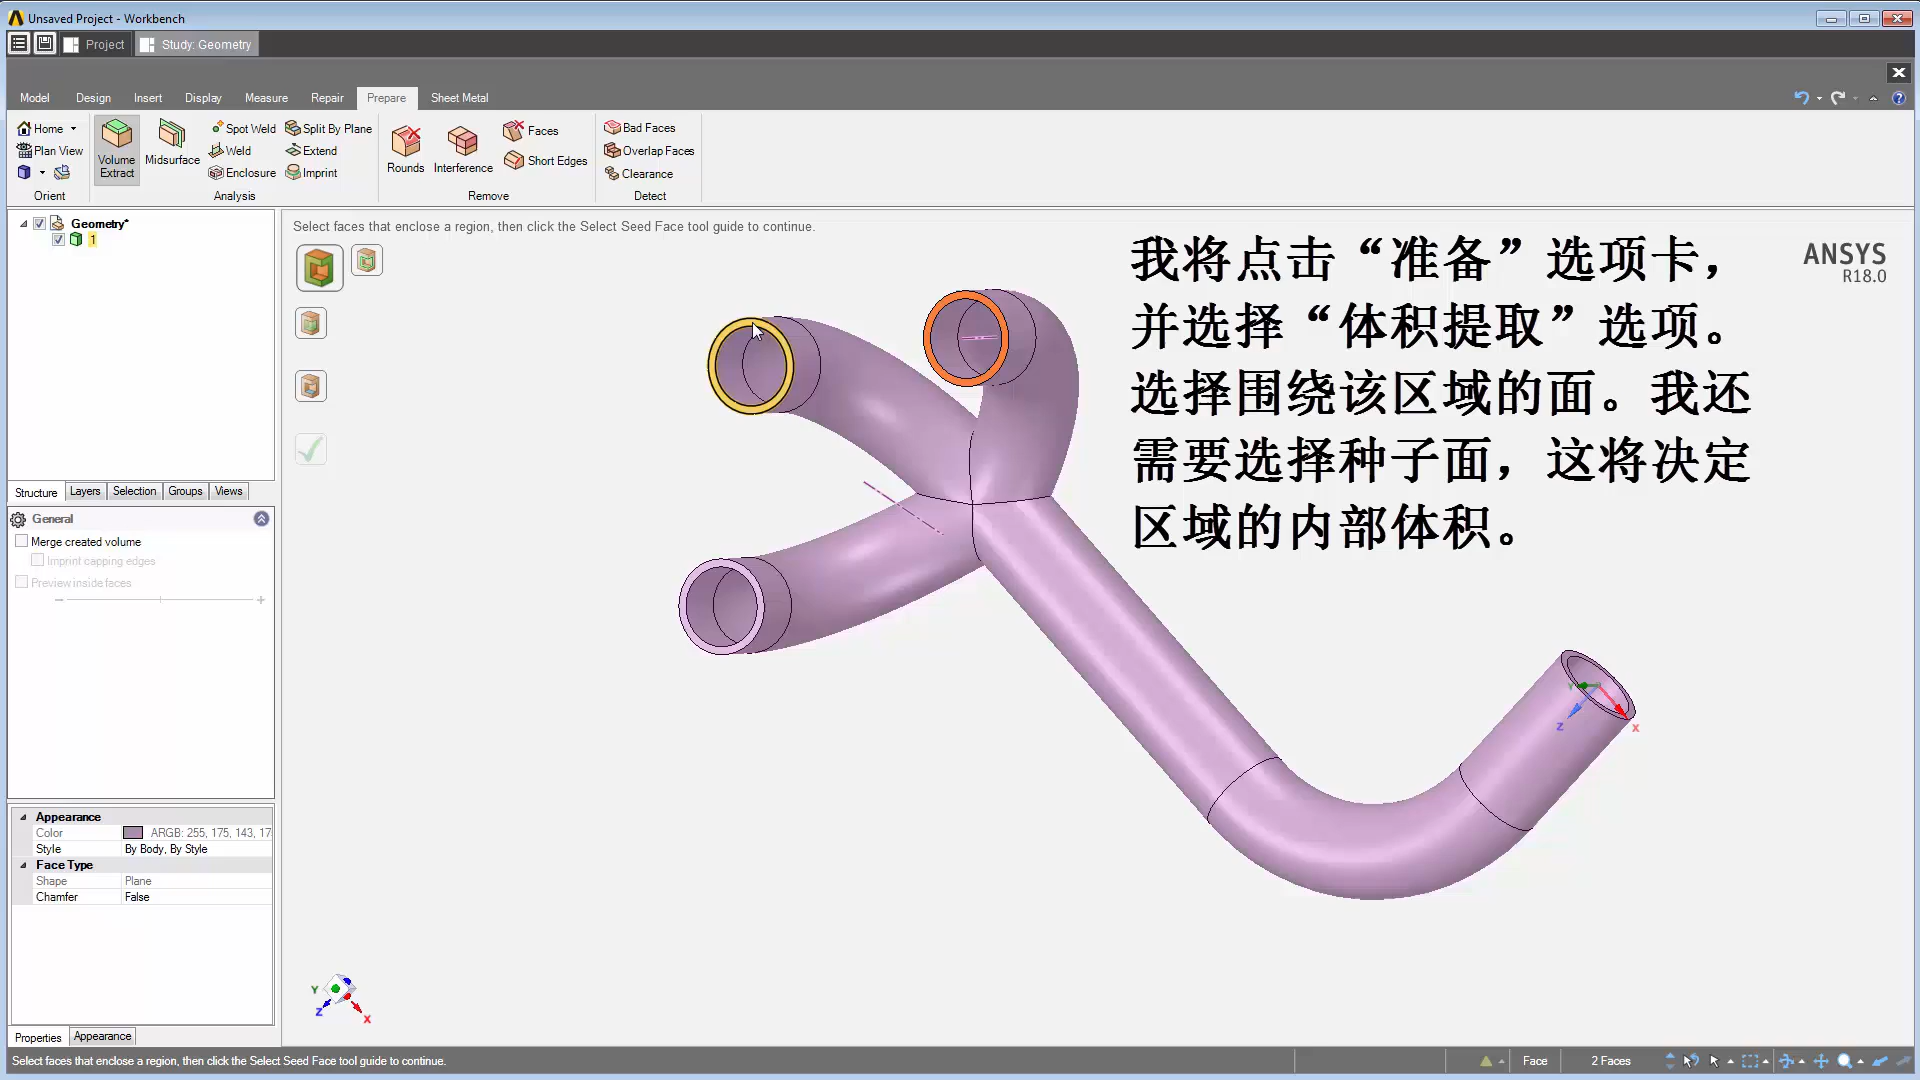 Unsaved Project - Workbench
Project
Study: Geometry
Model Design Insert Display Measure Repair Prepare Sheet Metal
Home
Plan View
Orient
Volume Extract
Midsurface
Spot Weld
Weld
Enclosure
Split By Plane
Extend
Imprint
Analysis
Rounds
Interference
Faces
Short Edges
Remove
Bad Faces
Overlap Faces
Clearance
Detect
Geometry*
1
Structure Layers Selection Groups Views
General
Merge created volume
Imprint capping edges
Preview inside faces
Appearance
Color ARGB: 255, 175, 143, 17
Style By Body, By Style
Face Type
Shape Plane
Chamfer False
Properties Appearance
Select faces that enclose a region, then click the Select Seed Face tool guide to continue.
我将点击“准备”选项卡，
并选择“体积提取”选项。
选择围绕该区域的面。我还
需要选择种子面，这将决定
区域的内部体积。
ANSYS
R18.0
Y
Z
X
Y
Z
X
Select faces that enclose a region, then click the Select Seed Face tool guide to continue.
Face
2 Faces